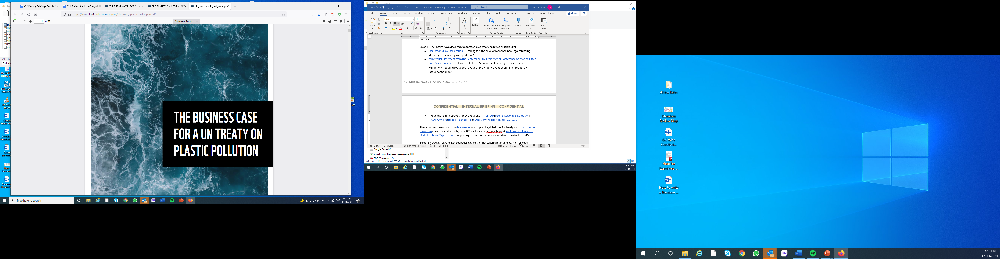 Civil Society Briefing - Google D
Civil Society Briefing - Google D
THE BUSINESS CALL FOR A UN
THE BUSINESS CALL FOR A UN
UN_treaty_plastic_poll_report.p
https://www.plasticpollutiontreaty.org/UN_treaty_plastic_poll_report.pdf
1 of 37
Automatic Zoom
THE BUSINESS CASE
FOR A UN TREATY ON
PLASTIC POLLUTION
Type here to search
17°C Clear
ENG
9:32 PM
01-Dec-21
AutoSave Off
Civil Society Briefing - Saved to this PC
Search
Trisia Farrelly TF
File Home Insert Draw Design Layout References Mailings Review View Help EndNote X9 Acrobat PDF-XChange
Share
Paste
Lato 11
Styles
Editing
Create and Share
Adobe PDF
Request
Signatures
Dictate
Sensitivity
Reuse
Files
Clipboard Font Paragraph Styles Adobe Acrobat Voice Sensitivity Reuse Files
plastics.)
Over 140 countries have declared support for such treaty negotiations through:
● UN Oceans Day Declaration - calling for "the development of a new legally binding
global agreement on plastic pollution"
● Ministerial Statement from the September 2021 Ministerial Conference on Marine Litter
and Plastic Pollution - Lays out the "aim of achieving a new Global
Agreement with ambitious goals, wide participation and means of
implementation"
IN CONFIDENCEROAD TO A UN PLASTICS TREATY 1
CONFIDENTIAL -- INTERNAL BRIEFING -- CONFIDENTIAL
● Regional and topical declarations - OSPAR; Pacific Regional Declaration;
IUCN; AMCEN; Bamako signatories; CARICOM; Nordic Council; G7; G20
There has also been a call from businesses who support a global plastics treaty and a call to action
manifesto currently endorsed by over 400 civil society organisations. A joint position from the
United Nations Major Groups supporting a treaty was also presented to the virtual UNEA5.1.
To date, however, several key countries have either not taken a favorable position or have
Page 2 of 3 1212 words English (United States) IN CONFIDENCE Display Settings Focus 100%
Google Drive (G:)
tfarrell (\\tur-homes2.massey.ac.nz) (H:)
8 items 1 item selected 958 KB Available on this device
9:32 PM
01-Dec-21
Afrina Kahn
Literature
Review Map
6.6 Why
Conduct...
Note for
Examiners ...
How to write
a literature ...
EN
9:32 PM
01-Dec-21